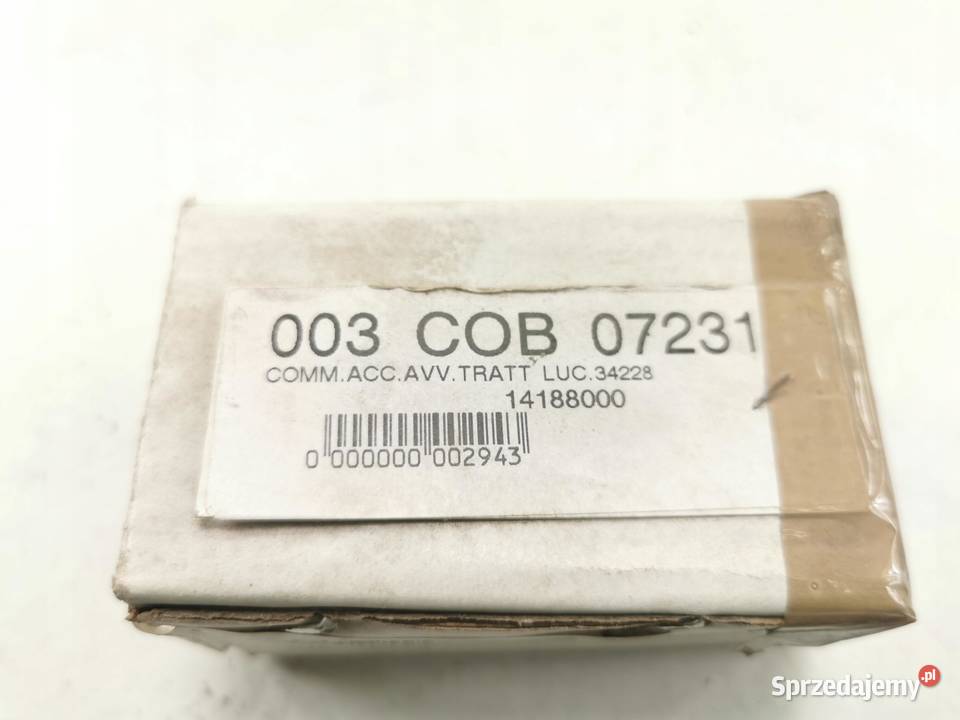 003 COB 07231
COMM.ACC.AVV.TRATT LUC.34228
14188000
0 000000 002943
Sprzedajemy.pl